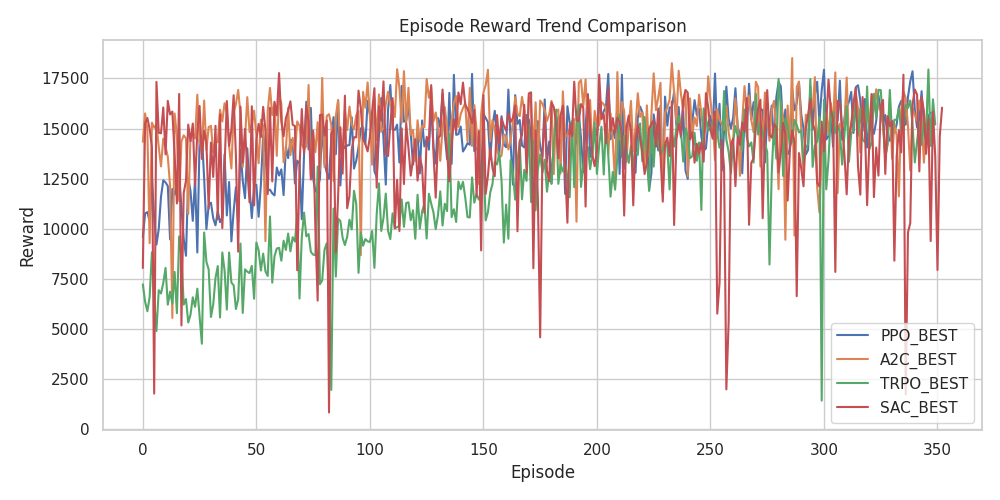 Episode Reward Trend Comparison
17500
15000
12500
10000
7500
5000
2500
0
Reward
0 50 100 150 200 250 300 350
Episode
PPO_BEST
A2C_BEST
TRPO_BEST
SAC_BEST